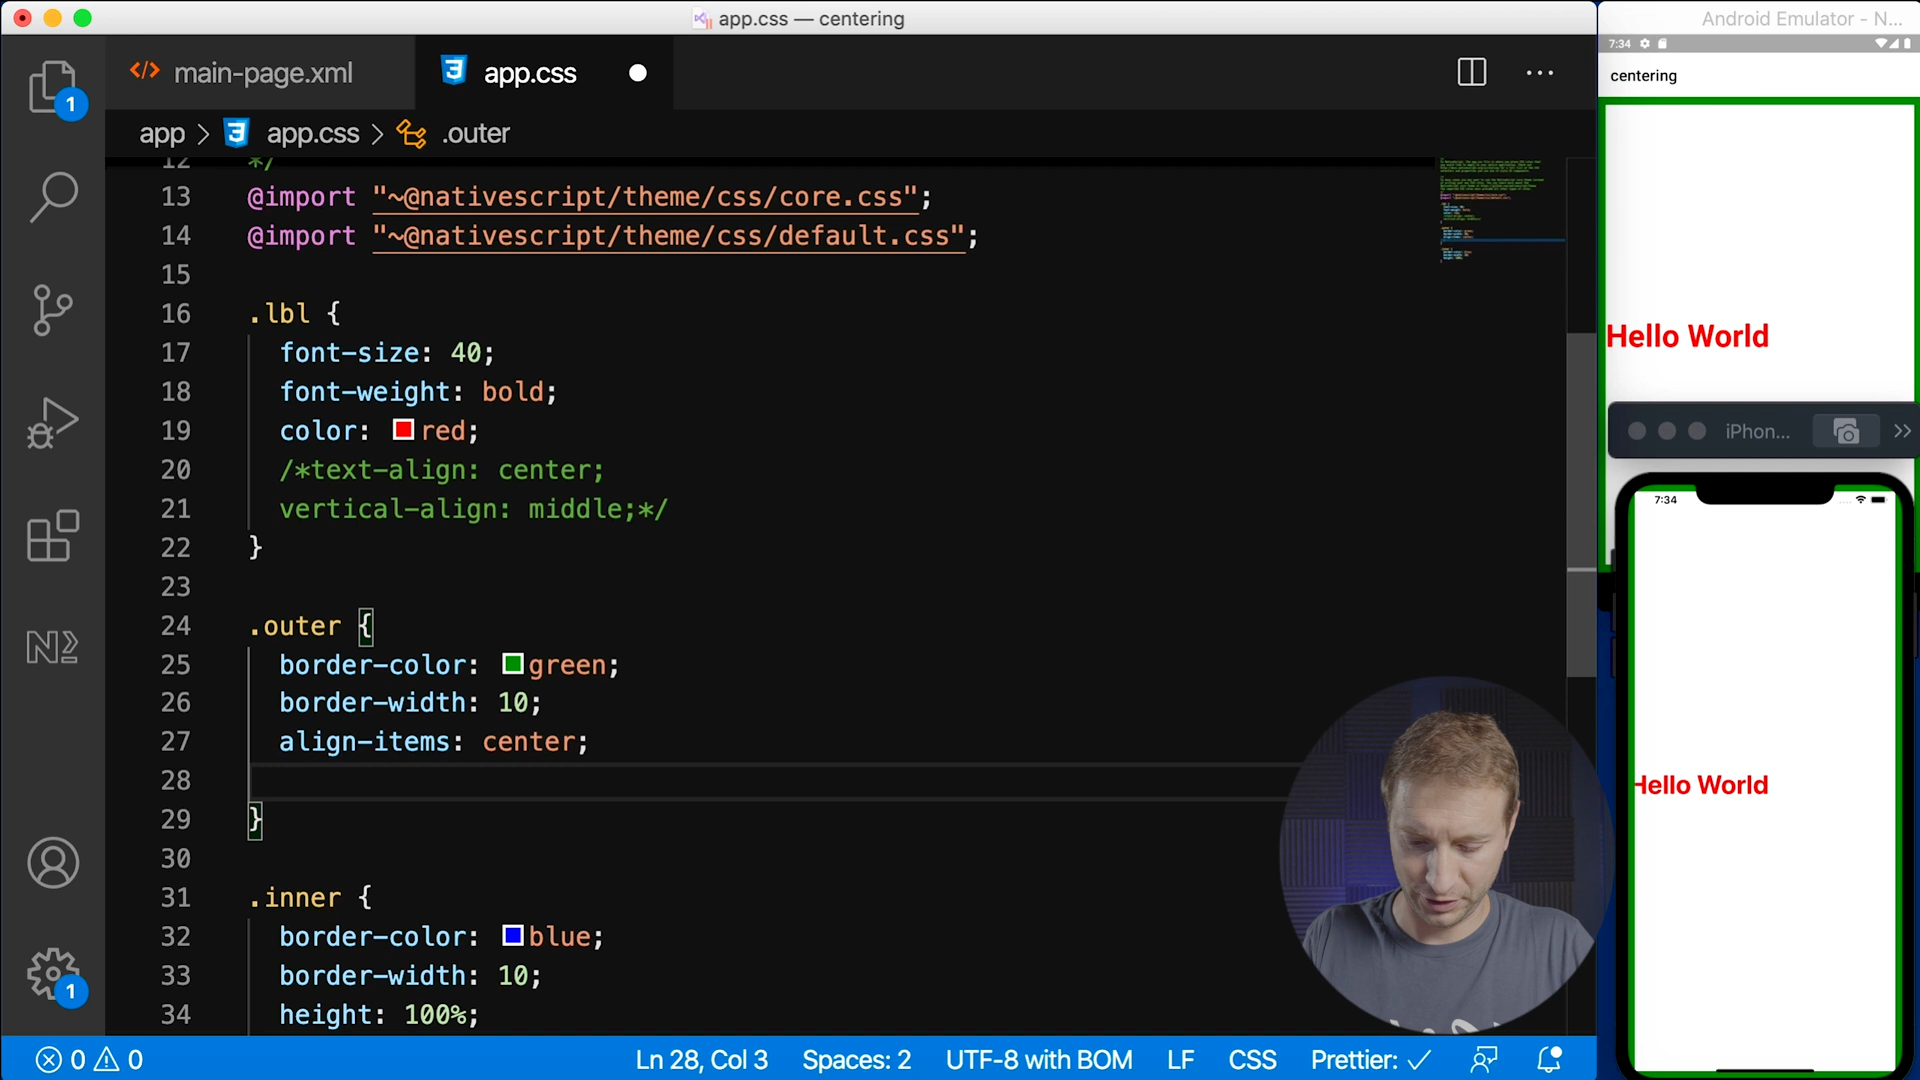 app.css — centering
main-page.xml
app.css
app > app.css > .outer
12 */
13 @import "~@nativescript/theme/css/core.css";
14 @import "~@nativescript/theme/css/default.css";
15
16 .lbl {
17 font-size: 40;
18 font-weight: bold;
19 color: red;
20 /*text-align: center;
21 vertical-align: middle;*/
22 }
23
24 .outer {
25 border-color: green;
26 border-width: 10;
27 align-items: center;
28
29 }
30
31 .inner {
32 border-color: blue;
33 border-width: 10;
34 height: 100%;
1
1
0 0
Ln 28, Col 3
Spaces: 2
UTF-8 with BOM
LF
CSS
Prettier: ✓
Android Emulator - N...
7:34
centering
Hello World
iPhon...
7:34
Hello World